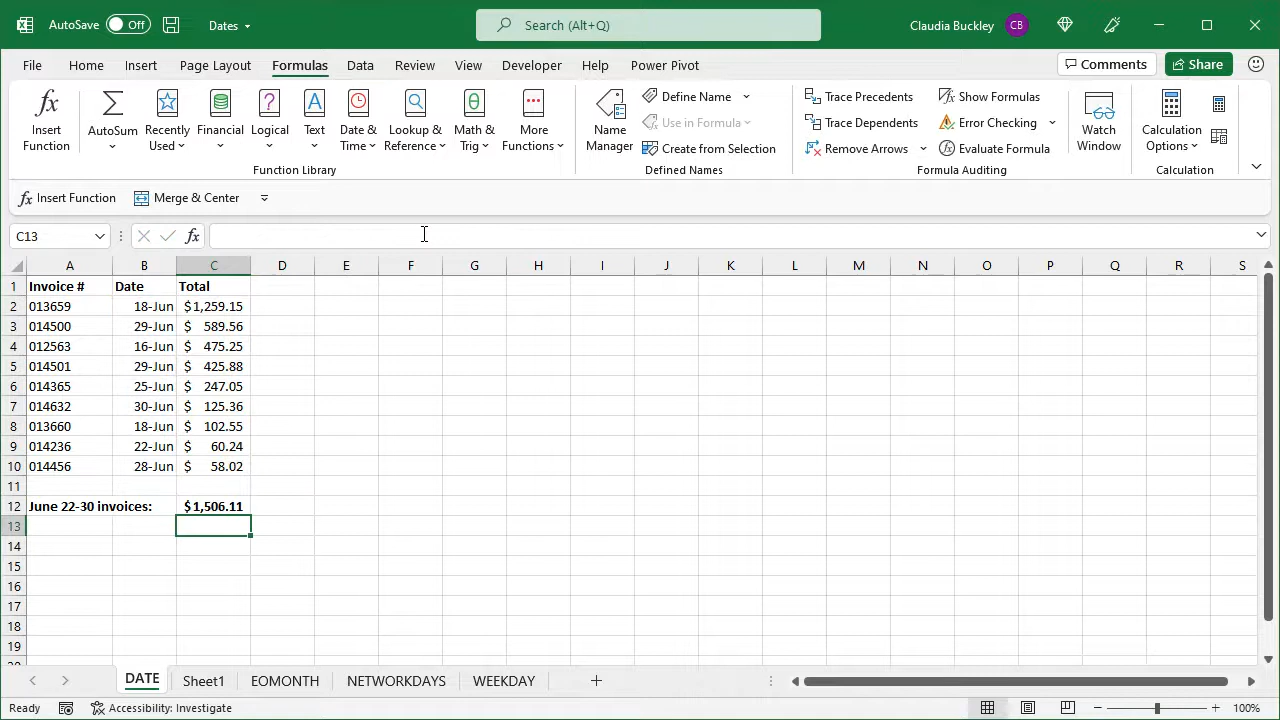 AutoSave Off Dates Search (Alt+Q) Claudia Buckley CB
File Home Insert Page Layout Formulas Data Review View Developer Help Power Pivot Comments Share
Insert Function
AutoSum
Recently Used
Financial
Logical
Text
Date & Time
Lookup & Reference
Math & Trig
More Functions
Function Library
Name Manager
Define Name
Use in Formula
Create from Selection
Defined Names
Trace Precedents
Trace Dependents
Remove Arrows
Show Formulas
Error Checking
Evaluate Formula
Formula Auditing
Watch Window
Calculation Options
Calculation
fx Insert Function Merge & Center
C13 fx
A B C D E F G H I J K L M N O P Q R S
1 Invoice # Date Total
2 013659 18-Jun $1,259.15
3 014500 29-Jun $ 589.56
4 012563 16-Jun $ 475.25
5 014501 29-Jun $ 425.88
6 014365 25-Jun $ 247.05
7 014632 30-Jun $ 125.36
8 013660 18-Jun $ 102.55
9 014236 22-Jun $ 60.24
10 014456 28-Jun $ 58.02
11
12 June 22-30 invoices: $1,506.11
13
14
15
16
17
18
19
20
DATE Sheet1 EOMONTH NETWORKDAYS WEEKDAY
Ready Accessibility: Investigate 100%